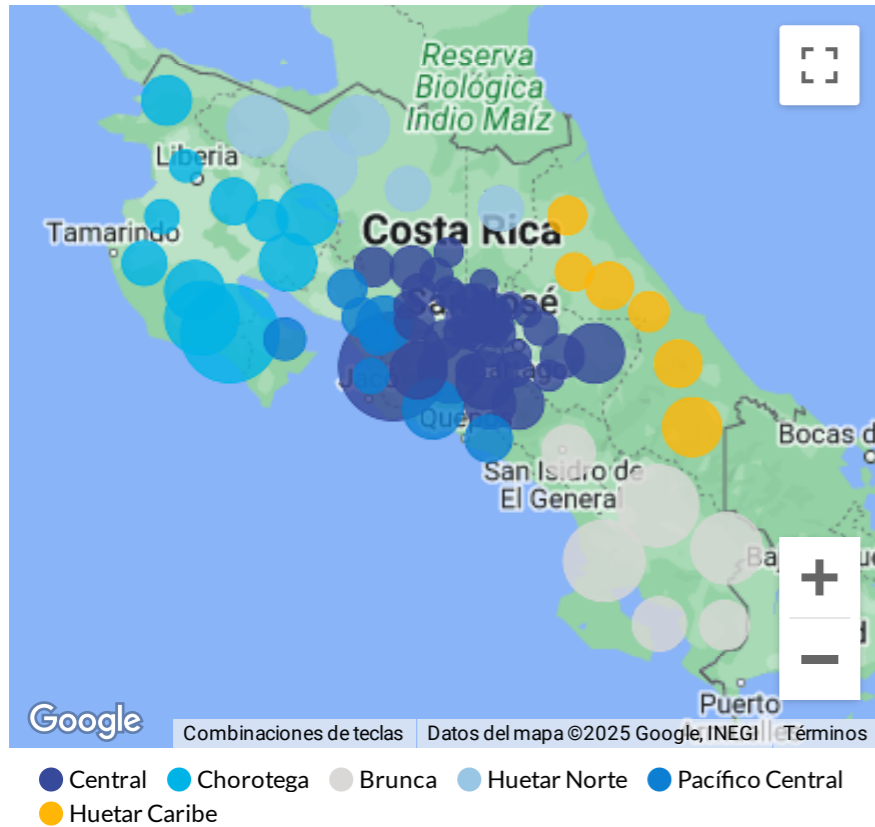 Reserva
Biológica
Indio Maíz
Liberia
Tamarindo
Costa Rica
San José
Bocas d
San Isidro de
El General
Puerto
Google
Combinaciones de teclas
Datos del mapa ©2025 Google, INEGI
Términos
Central
Chorotega
Brunca
Huetar Norte
Pacífico Central
Huetar Caribe